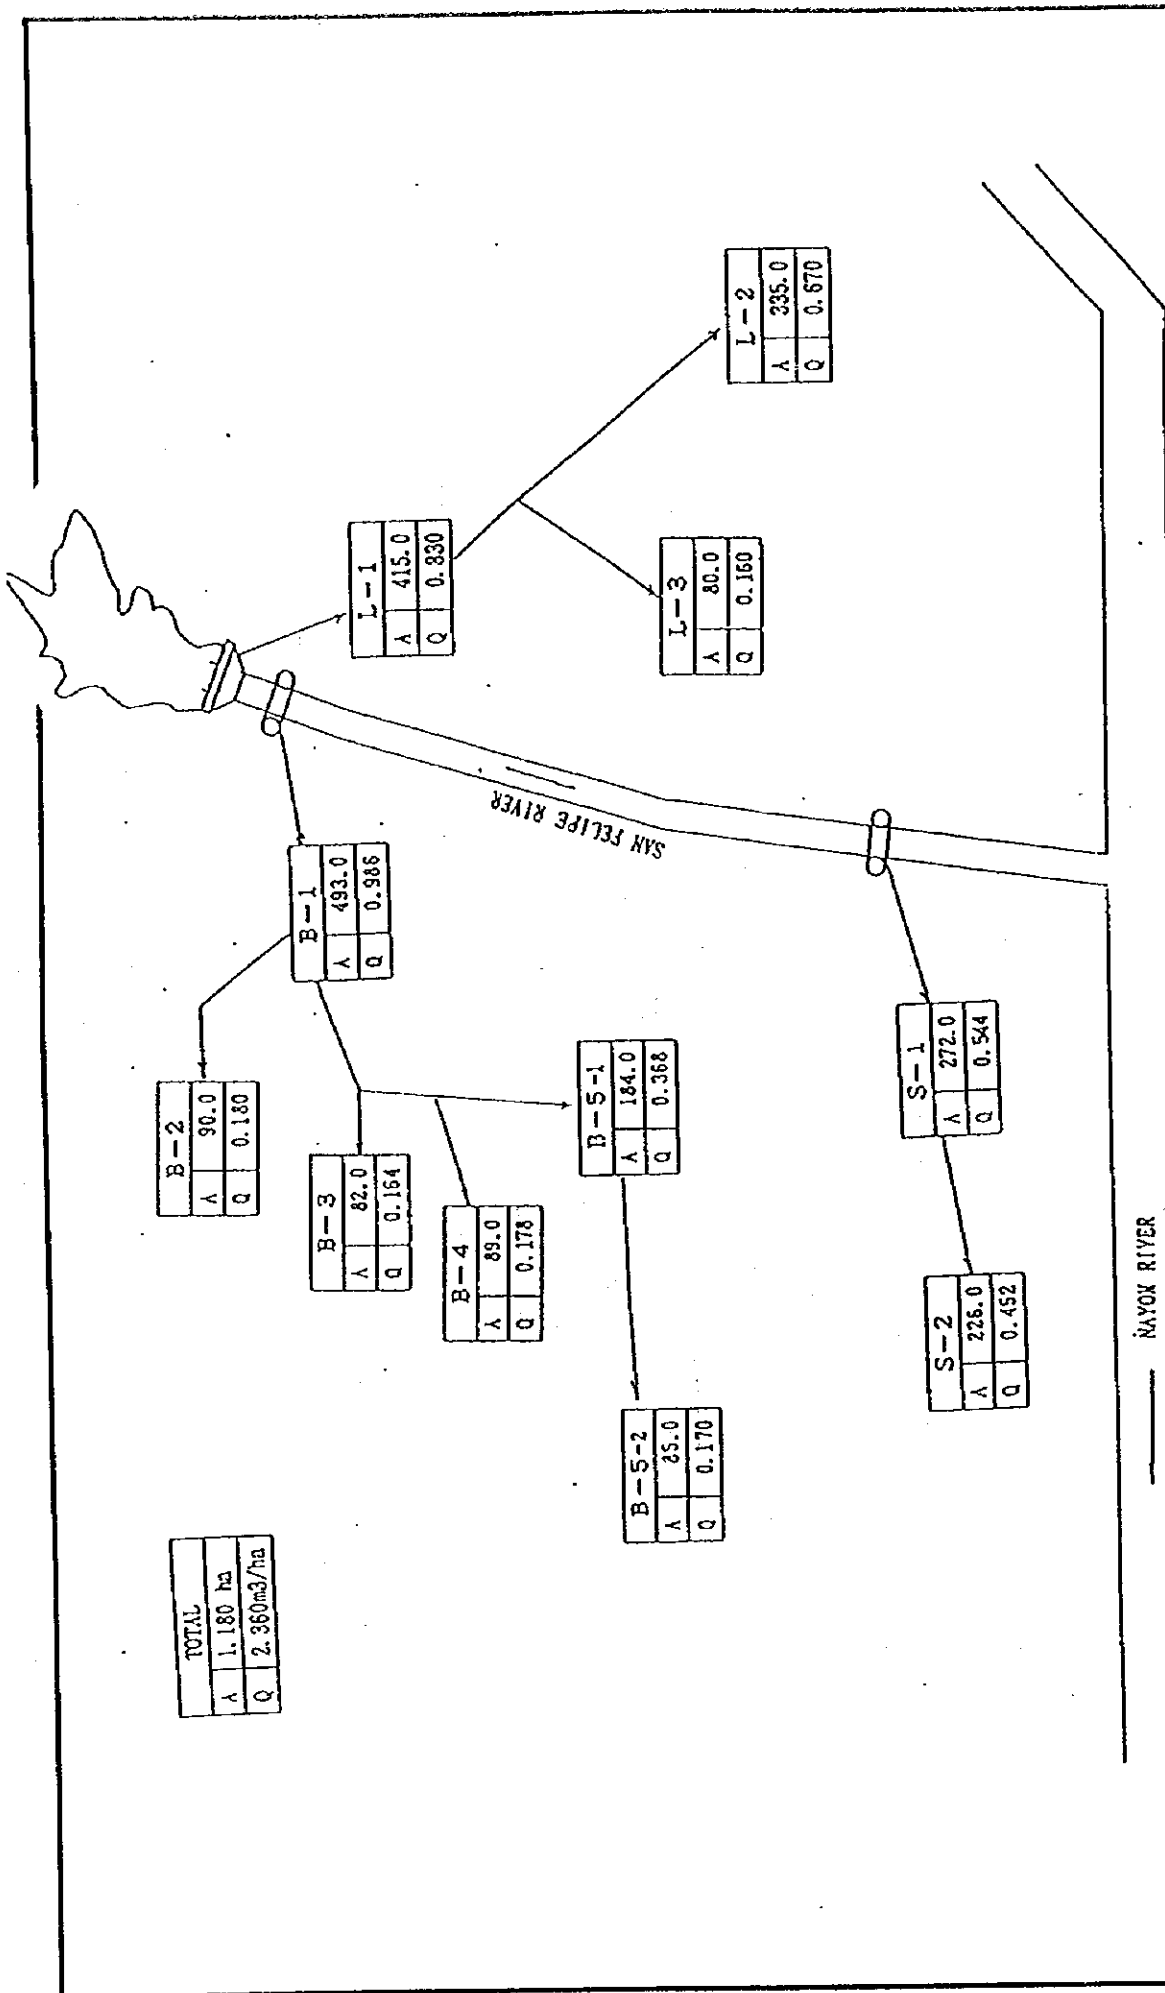 TOTAL
A 1.180 ha
Q 2.360m3/ha
B-2
A 90.0
Q 0.180
B-3
A 82.0
Q 0.164
B-1
A 493.0
Q 0.986
L-1
A 415.0
Q 0.830
B-4
A 89.0
Q 0.178
B-5-1
A 184.0
Q 0.368
B-5-2
A 85.0
Q 0.170
SAN FELIPE RIVER
L-3
A 80.0
Q 0.160
L-2
A 335.0
Q 0.670
S-1
A 272.0
Q 0.544
S-2
A 226.0
Q 0.452
NAYOX RIVER